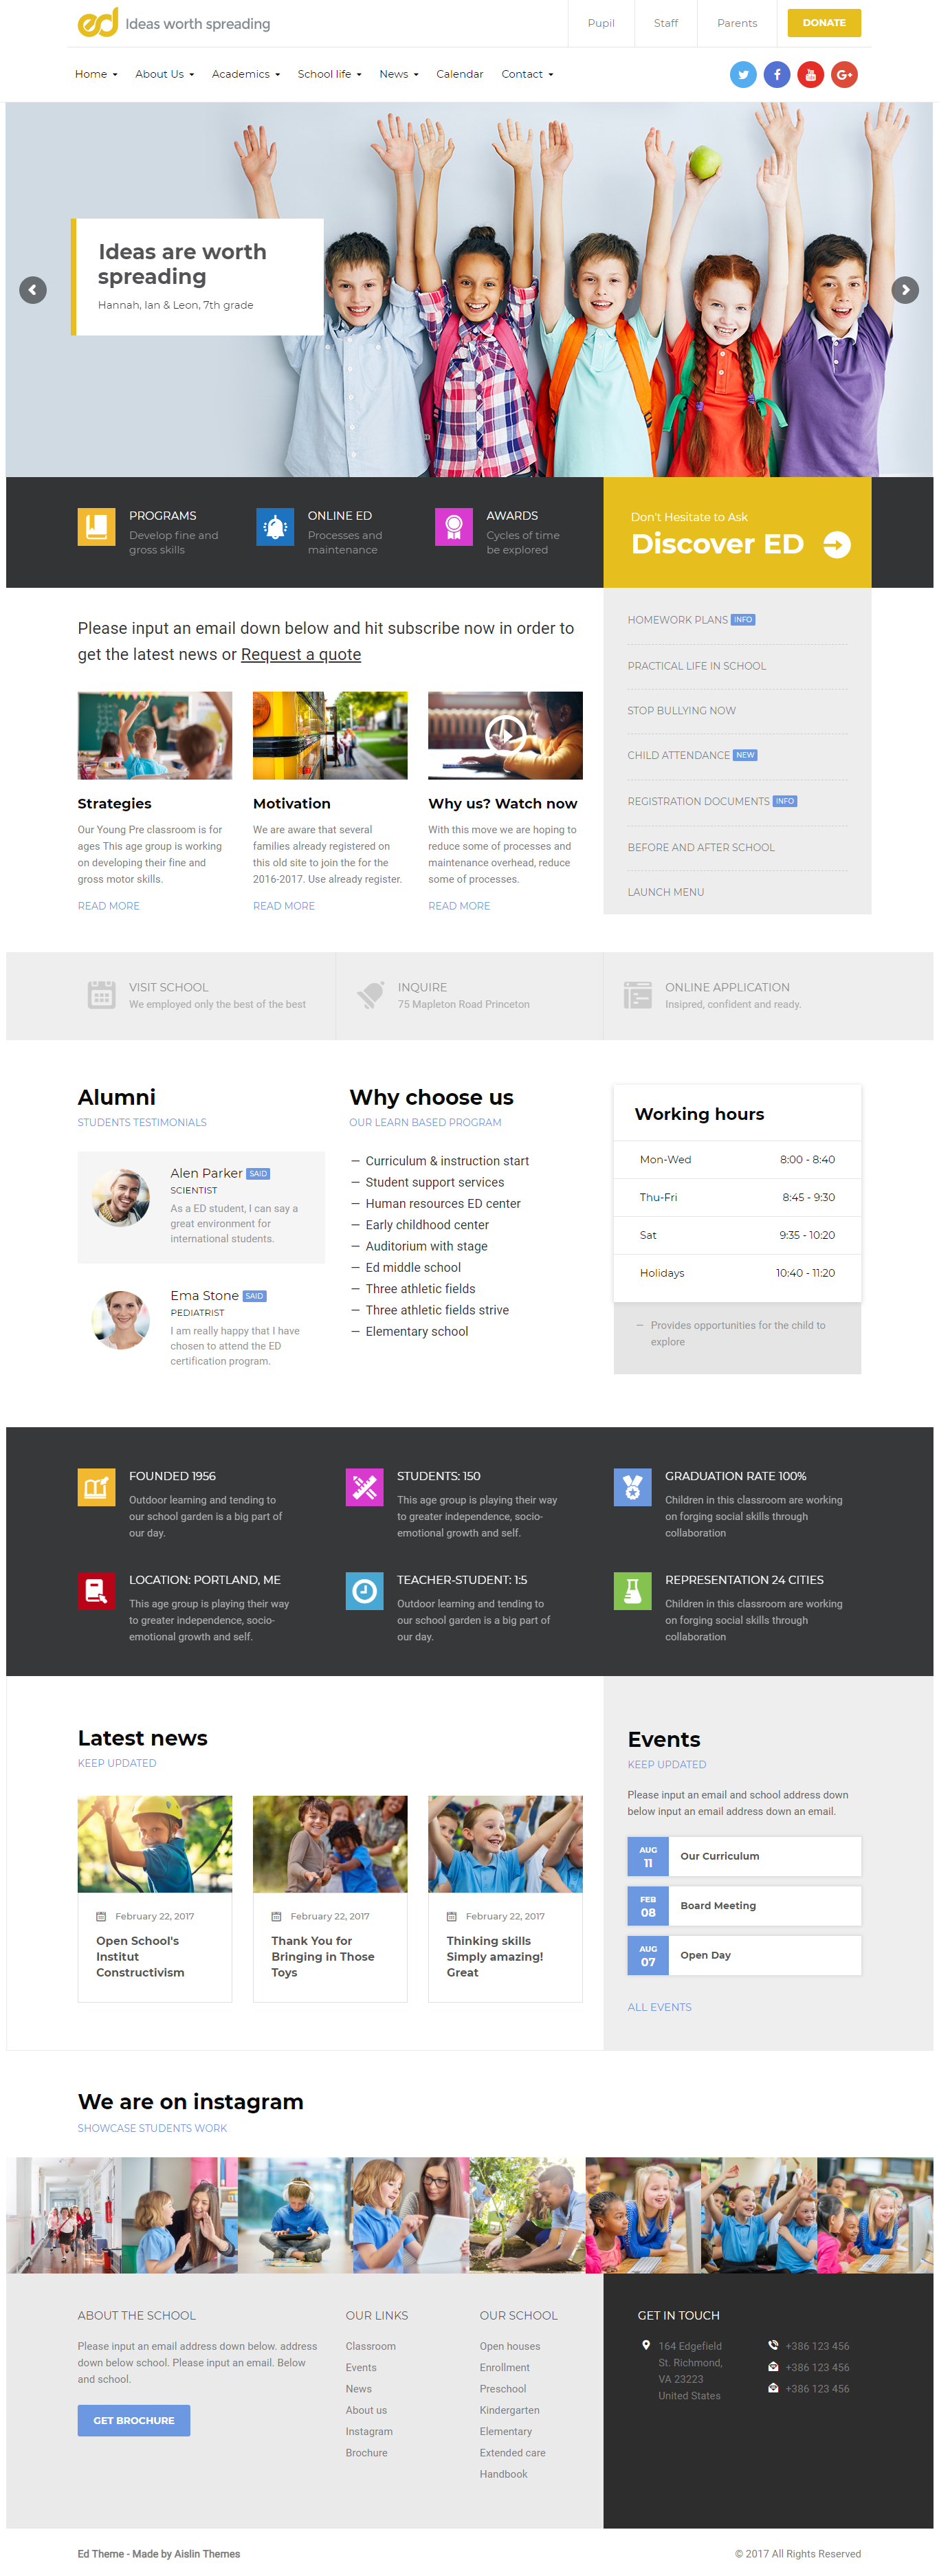 ed Ideas worth spreading
Pupil
Staff
Parents
DONATE
Home
About Us
Academics
School life
News
Calendar
Contact
Ideas are worth
spreading
Hannah, Ian & Leon, 7th grade
PROGRAMS
Develop fine and
gross skills
ONLINE ED
Processes and
maintenance
AWARDS
Cycles of time
be explored
Don't Hesitate to Ask
Discover ED
Please input an email down below and hit subscribe now in order to
get the latest news or Request a quote
HOMEWORK PLANS INFO
PRACTICAL LIFE IN SCHOOL
STOP BULLYING NOW
CHILD ATTENDANCE NEW
REGISTRATION DOCUMENTS INFO
BEFORE AND AFTER SCHOOL
LAUNCH MENU
Strategies
Our Young Pre classroom is for
ages This age group is working
on developing their fine and
gross motor skills.
READ MORE
Motivation
We are aware that several
families already registered on
this old site to join the for the
2016-2017. Use already register.
READ MORE
Why us? Watch now
With this move we are hoping to
reduce some of processes and
maintenance overhead, reduce
some of processes.
READ MORE
VISIT SCHOOL
We employed only the best of the best
INQUIRE
75 Mapleton Road Princeton
ONLINE APPLICATION
Insipred, confident and ready.
Alumni
STUDENTS TESTIMONIALS
Alen Parker SAID
SCIENTIST
As a ED student, I can say a
great environment for
international students.
Ema Stone SAID
PEDIATRIST
I am really happy that I have
chosen to attend the ED
certification program.
Why choose us
OUR LEARN BASED PROGRAM
— Curriculum & instruction start
— Student support services
— Human resources ED center
— Early childhood center
— Auditorium with stage
— Ed middle school
— Three athletic fields
— Three athletic fields strive
— Elementary school
Working hours
Mon-Wed 8:00 - 8:40
Thu-Fri 8:45 - 9:30
Sat 9:35 - 10:20
Holidays 10:40 - 11:20
— Provides opportunities for the child to
explore
FOUNDED 1956
Outdoor learning and tending to
our school garden is a big part of
our day.
STUDENTS: 150
This age group is playing their way
to greater independence, socio-
emotional growth and self.
GRADUATION RATE 100%
Children in this classroom are working
on forging social skills through
collaboration
LOCATION: PORTLAND, ME
This age group is playing their way
to greater independence, socio-
emotional growth and self.
TEACHER-STUDENT: 1:5
Outdoor learning and tending to
our school garden is a big part of
our day.
REPRESENTATION 24 CITIES
Children in this classroom are working
on forging social skills through
collaboration
Latest news
KEEP UPDATED
February 22, 2017
Open School's
Institut
Constructivism
February 22, 2017
Thank You for
Bringing in Those
Toys
February 22, 2017
Thinking skills
Simply amazing!
Great
Events
KEEP UPDATED
Please input an email and school address down
below input an email address down an email.
AUG
11
Our Curriculum
FEB
08
Board Meeting
AUG
07
Open Day
ALL EVENTS
We are on instagram
SHOWCASE STUDENTS WORK
ABOUT THE SCHOOL
Please input an email address down below. address
down below school. Please input an email. Below
and school.
GET BROCHURE
OUR LINKS
Classroom
Events
News
About us
Instagram
Brochure
OUR SCHOOL
Open houses
Enrollment
Preschool
Kindergarten
Elementary
Extended care
Handbook
GET IN TOUCH
164 Edgefield
St. Richmond,
VA 23223
United States
+386 123 456
+386 123 456
+386 123 456
Ed Theme - Made by Aislin Themes
© 2017 All Rights Reserved